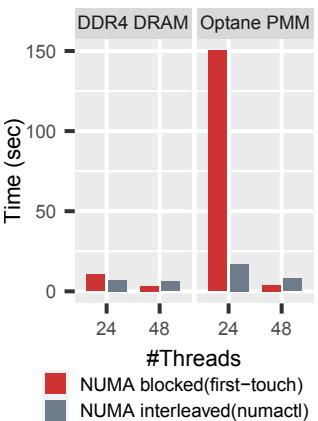 DDR4 DRAM Optane PMM
150
100
50
0
Time (sec)
24 48 24 48
#Threads
NUMA blocked(first−touch)
NUMA interleaved(numactl)